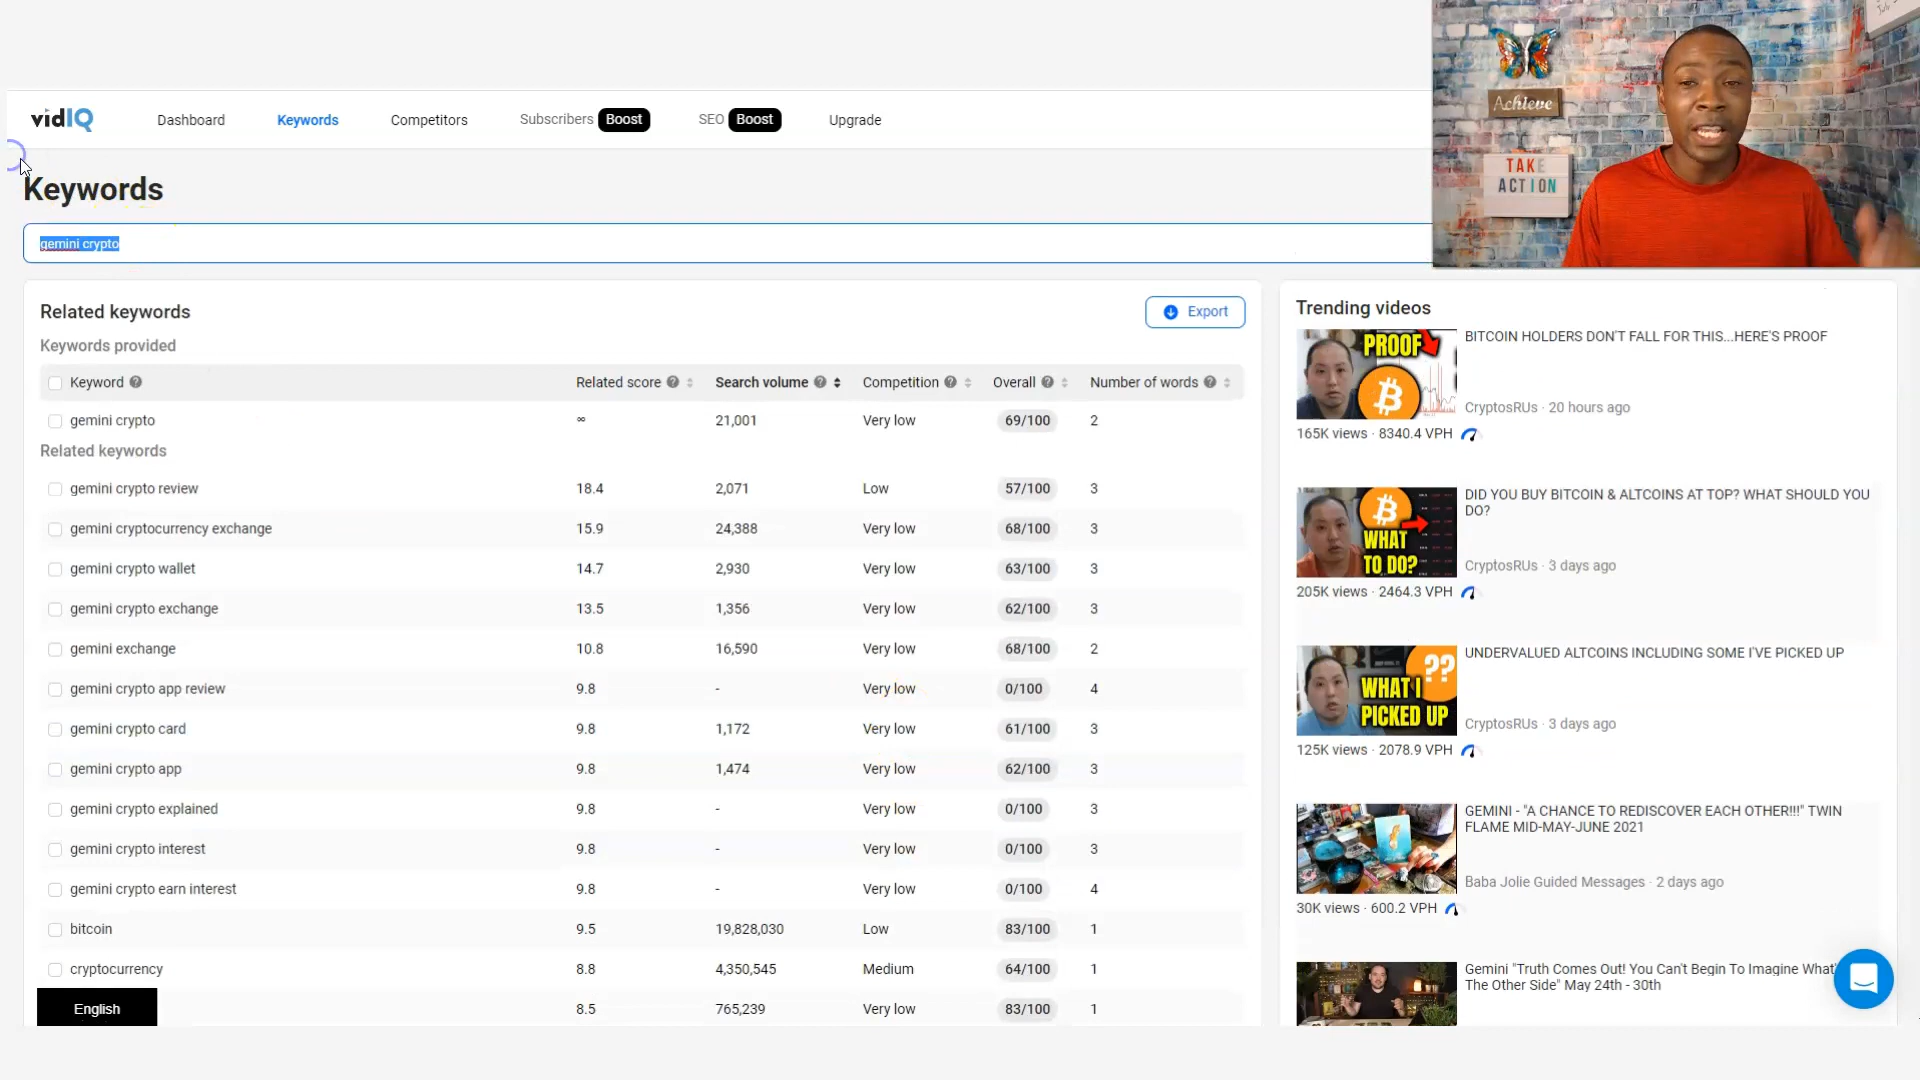 vidIQ Dashboard Keywords Competitors Subscribers Boost SEO Boost Upgrade
Achieve
TAKE
ACTION
Keywords
gemini crypto
Related keywords
Export
Keywords provided
Keyword Related score Search volume Competition Overall Number of words
gemini crypto ∞ 21,001 Very low 69/100 2
Related keywords
gemini crypto review 18.4 2,071 Low 57/100 3
gemini cryptocurrency exchange 15.9 24,388 Very low 68/100 3
gemini crypto wallet 14.7 2,930 Very low 63/100 3
gemini crypto exchange 13.5 1,356 Very low 62/100 3
gemini exchange 10.8 16,590 Very low 68/100 2
gemini crypto app review 9.8 - Very low 0/100 4
gemini crypto card 9.8 1,172 Very low 61/100 3
gemini crypto app 9.8 1,474 Very low 62/100 3
gemini crypto explained 9.8 - Very low 0/100 3
gemini crypto interest 9.8 - Very low 0/100 3
gemini crypto earn interest 9.8 - Very low 0/100 4
bitcoin 9.5 19,828,030 Low 83/100 1
cryptocurrency 8.8 4,350,545 Medium 64/100 1
English 8.5 765,239 Very low 83/100 1
Trending videos
PROOF
BITCOIN HOLDERS DON'T FALL FOR THIS...HERE'S PROOF
CryptosRUs · 20 hours ago
165K views · 8340.4 VPH
WHAT
TO DO?
DID YOU BUY BITCOIN & ALTCOINS AT TOP? WHAT SHOULD YOU
DO?
CryptosRUs · 3 days ago
205K views · 2464.3 VPH
??
WHAT I
PICKED UP
UNDERVALUED ALTCOINS INCLUDING SOME I'VE PICKED UP
CryptosRUs · 3 days ago
125K views · 2078.9 VPH
GEMINI - "A CHANCE TO REDISCOVER EACH OTHER!!!" TWIN
FLAME MID-MAY-JUNE 2021
Baba Jolie Guided Messages · 2 days ago
30K views · 600.2 VPH
Gemini "Truth Comes Out! You Can't Begin To Imagine What'
The Other Side" May 24th - 30th